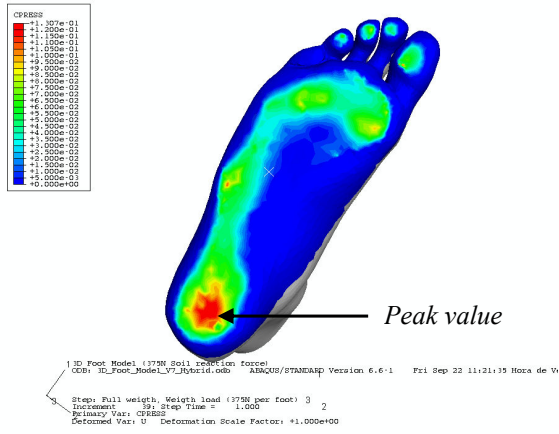 CPRESS
+1.307e-01
+1.200e-01
+1.150e-01
+1.100e-01
+1.050e-01
+1.000e-01
+9.500e-02
+9.000e-02
+8.500e-02
+8.000e-02
+7.500e-02
+7.000e-02
+6.500e-02
+6.000e-02
+5.500e-02
+5.000e-02
+4.500e-02
+4.000e-02
+3.500e-02
+3.000e-02
+2.500e-02
+2.000e-02
+1.500e-02
+1.000e-02
+5.000e-03
+0.000e+00
Peak value
1 3D Foot Model (375N Soil reaction force)
ODB: 3D_Foot_Model_V7_Hybrid.odb ABAQUS/STANDARD Version 6.6-1 Fri Sep 22 11:21:35 Hora de Ve
3 Step: Full weigth, Weigth load (375N per foot) 3
Increment 39: Step Time = 1.000 2
Primary Var: CPRESS
Deformed Var: U Deformation Scale Factor: +1.000e+00